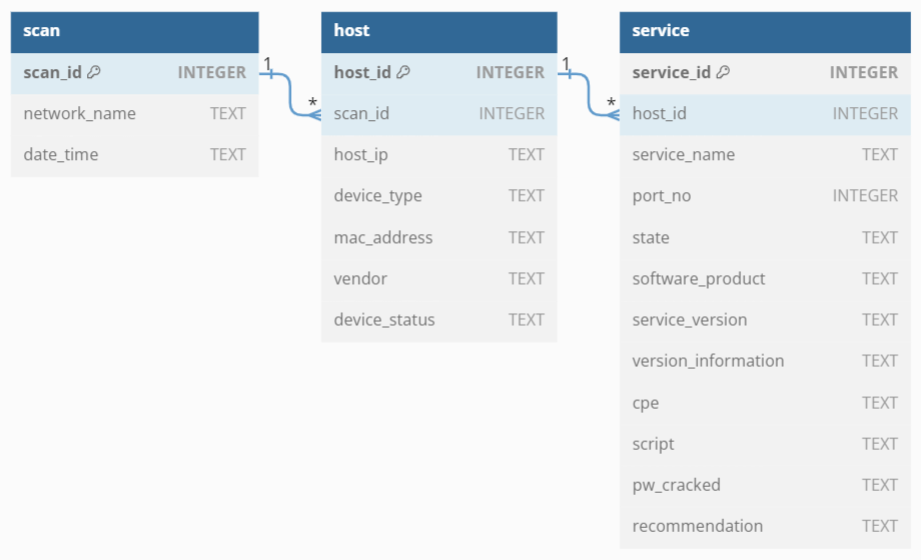 scan
scan_id INTEGER
network_name TEXT
date_time TEXT
1
*
host
host_id INTEGER
scan_id INTEGER
host_ip TEXT
device_type TEXT
mac_address TEXT
vendor TEXT
device_status TEXT
1
*
service
service_id INTEGER
host_id INTEGER
service_name TEXT
port_no INTEGER
state TEXT
software_product TEXT
service_version TEXT
version_information TEXT
cpe TEXT
script TEXT
pw_cracked TEXT
recommendation TEXT